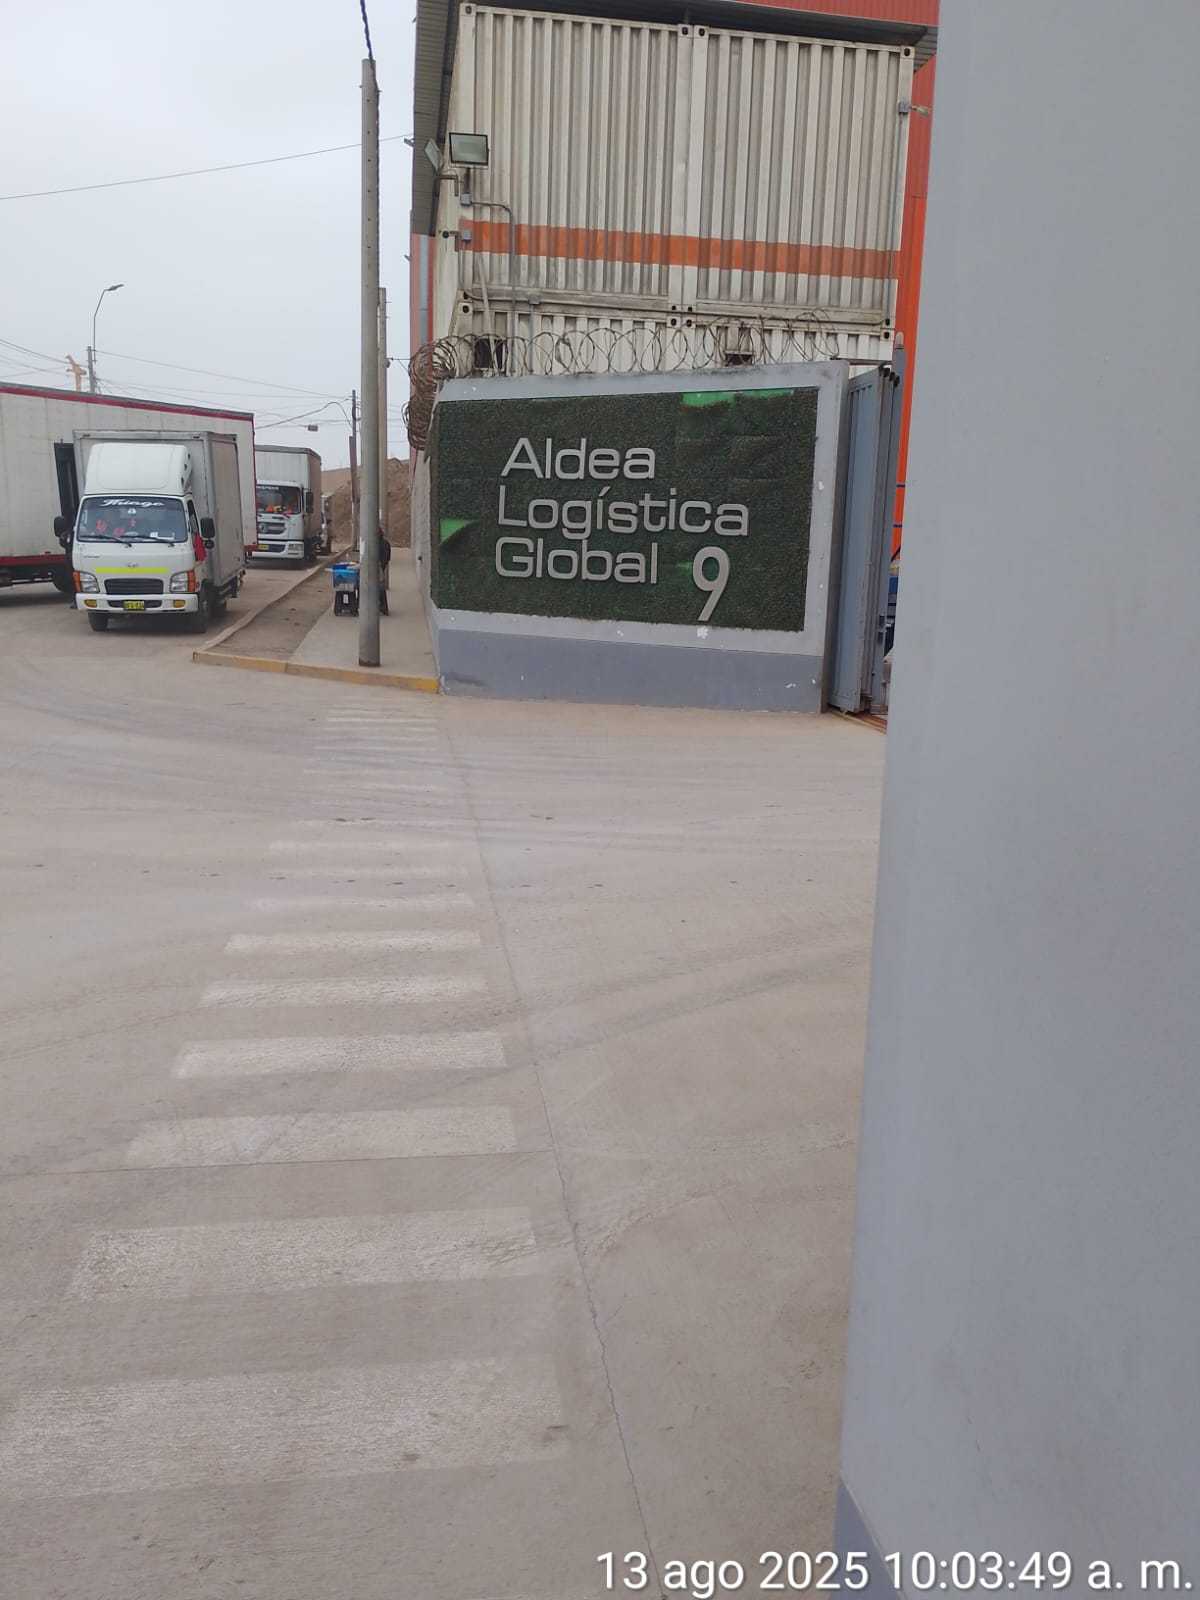 Aldea
Logística
Global 9
13 ago 2025 10:03:49 a. m.